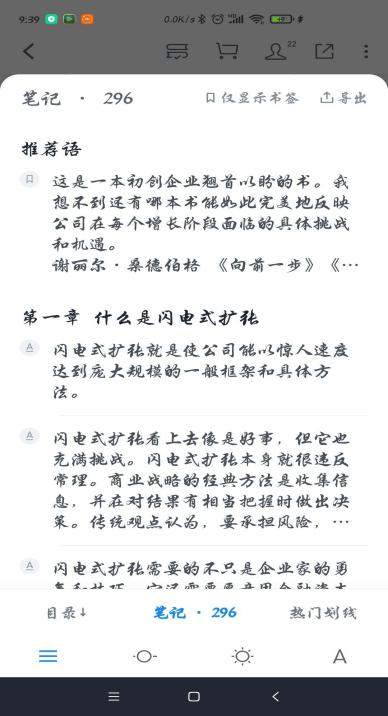 9:39
0.0K/s
22
笔记 · 296
仅显示书签
导出
推荐语
这是一本初创企业翘首以盼的书。我
想不到还有哪本书能如此完美地反映
公司在每个增长阶段面临的具体挑战
和机遇。
谢丽尔·桑德伯格 《向前一步》《…
第一章 什么是闪电式扩张
闪电式扩张就是使公司能以惊人速度
达到庞大规模的一般框架和具体方
法。
闪电式扩张看上去像是好事，但它也
充满挑战。闪电式扩张本身就很违反
常理。商业战略的经典方法是收集信
息，并在对结果有相当把握时做出决
策。传统观点认为，要承担风险，…
闪电式扩张需要的不只是企业家的勇
目录↓
笔记 · 296
热门划线
A